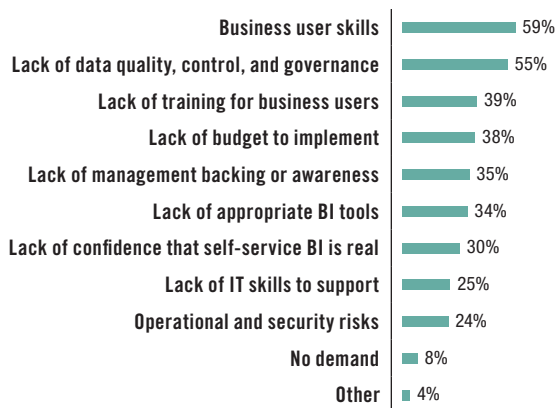 Business user skills 59%
Lack of data quality, control, and governance 55%
Lack of training for business users 39%
Lack of budget to implement 38%
Lack of management backing or awareness 35%
Lack of appropriate BI tools 34%
Lack of confidence that self-service BI is real 30%
Lack of IT skills to support 25%
Operational and security risks 24%
No demand 8%
Other 4%